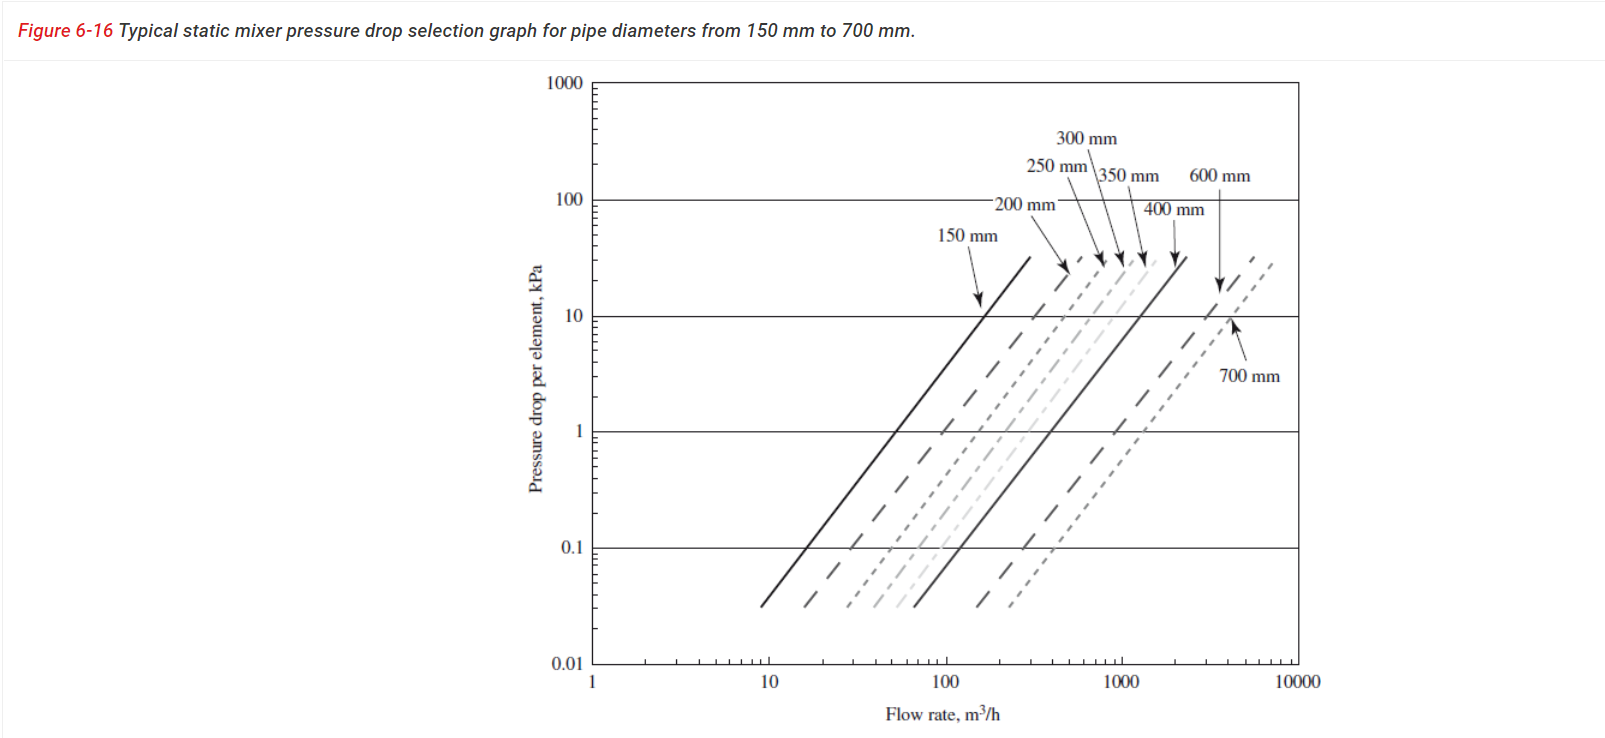 Figure 6-16 Typical static mixer pressure drop selection graph for pipe diameters from 150 mm to 700 mm.
1000
300 mm
250 mm
350 mm
600 mm
100
200 mm
400 mm
150 mm
Pressure drop per element, kPa
10
700 mm
1
0.1
0.01
1
10
100
1000
10000
Flow rate, m³/h